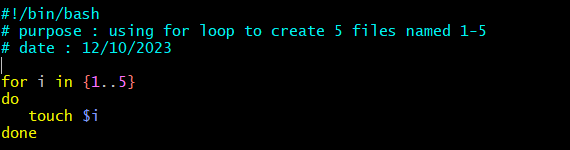 #!/bin/bash
# purpose : using for loop to create 5 files named 1-5
# date : 12/10/2023
for i in {1..5}
do
   touch $i
done